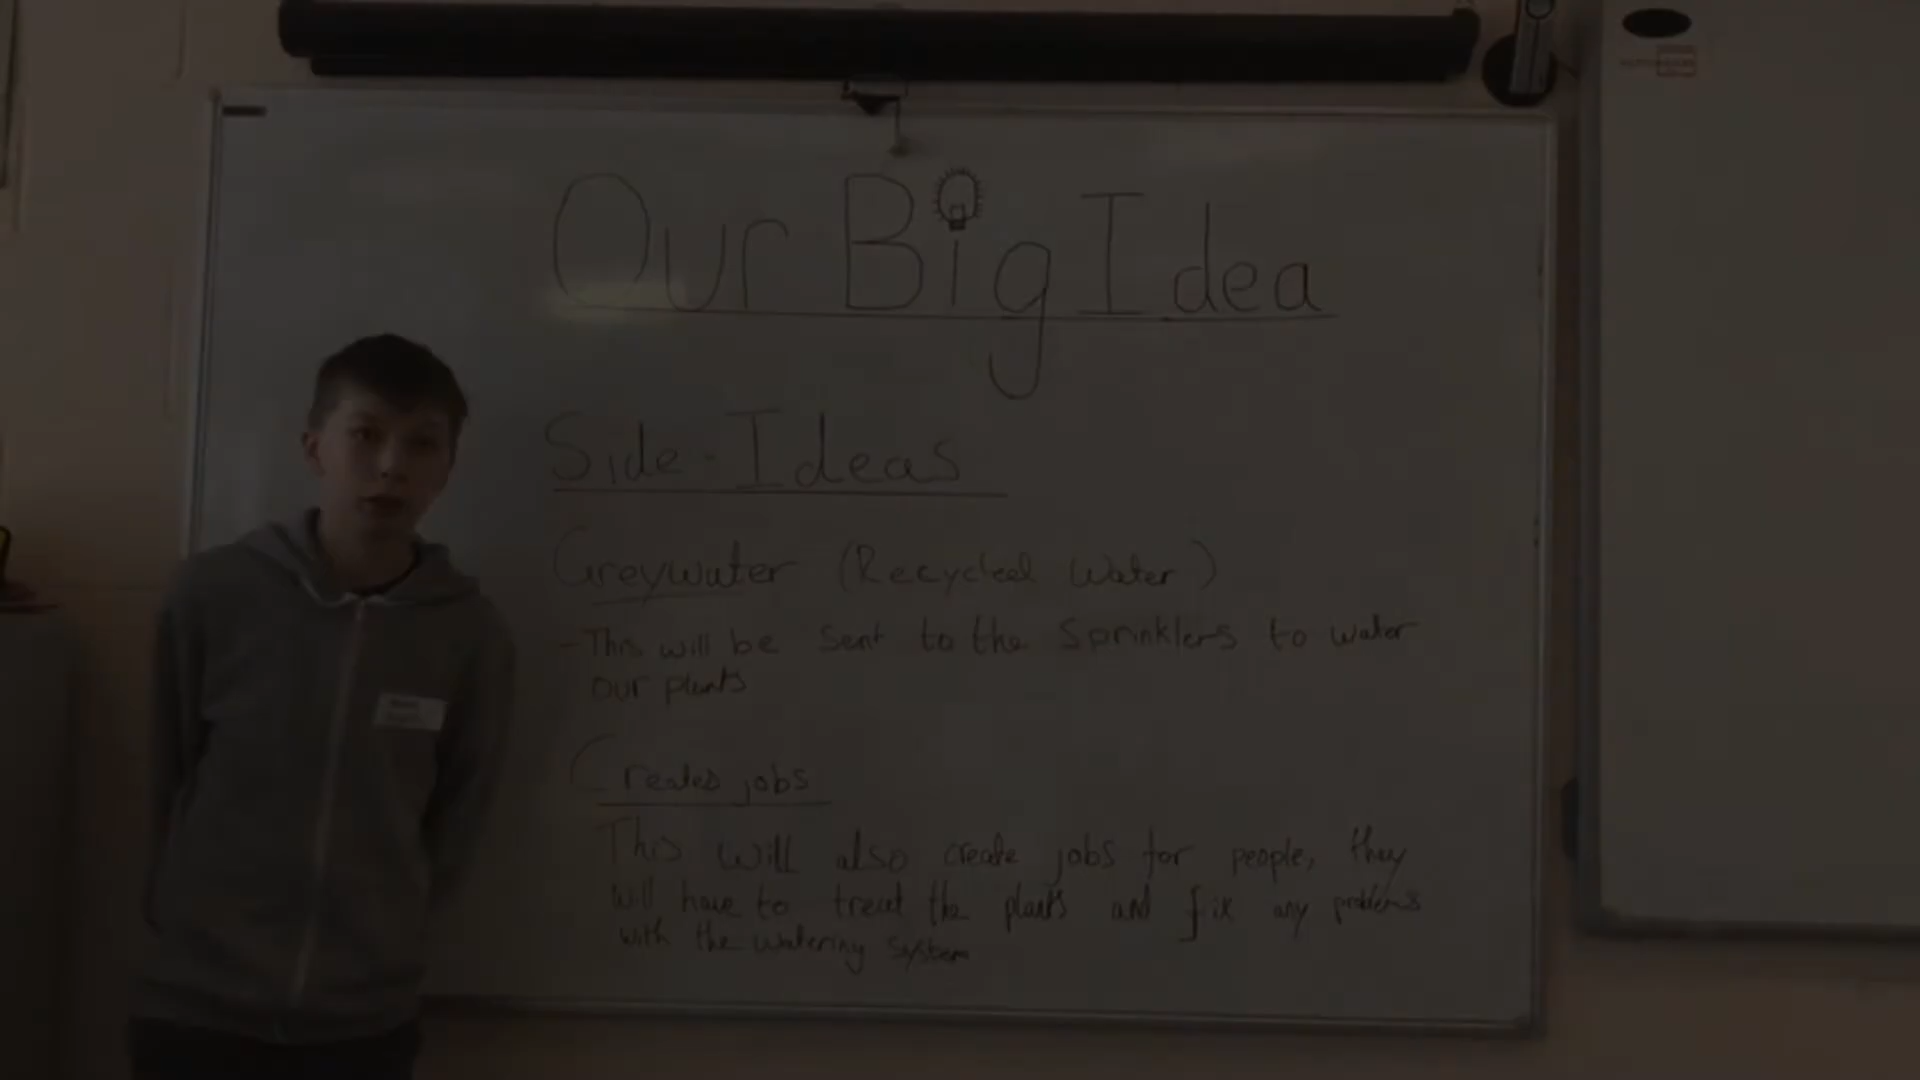 Our Big Idea
Side-Ideas
Greywater (Recycled Water)
- This will be sent to the Sprinklers to water
our plants
Creates jobs
This will also create jobs for people, they
will have to treat the plants and fix any problems
with the watering system